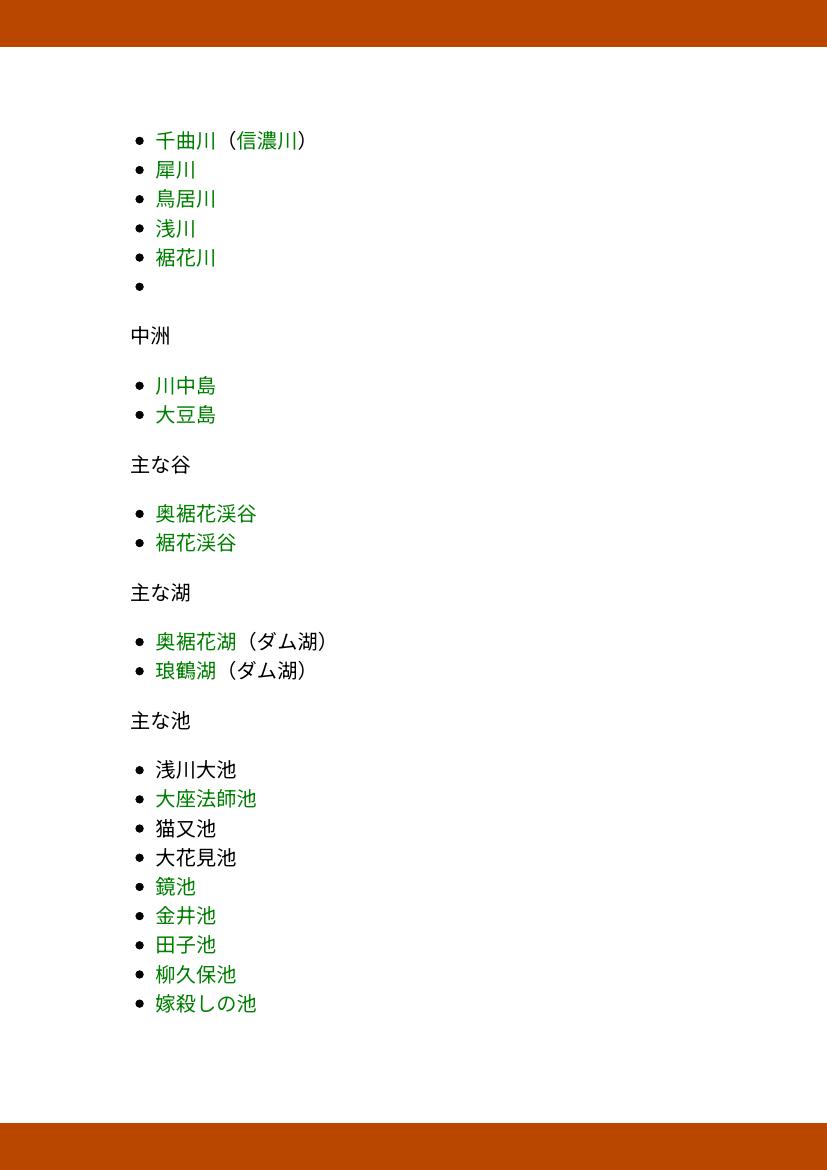 千曲川（信濃川）
犀川
鳥居川
浅川
裾花川
中洲
川中島
大豆島
主な谷
奥裾花渓谷
裾花渓谷
主な湖
奥裾花湖（ダム湖）
琅鶴湖（ダム湖）
主な池
浅川大池
大座法師池
猫又池
大花見池
鏡池
金井池
田子池
柳久保池
嫁殺しの池